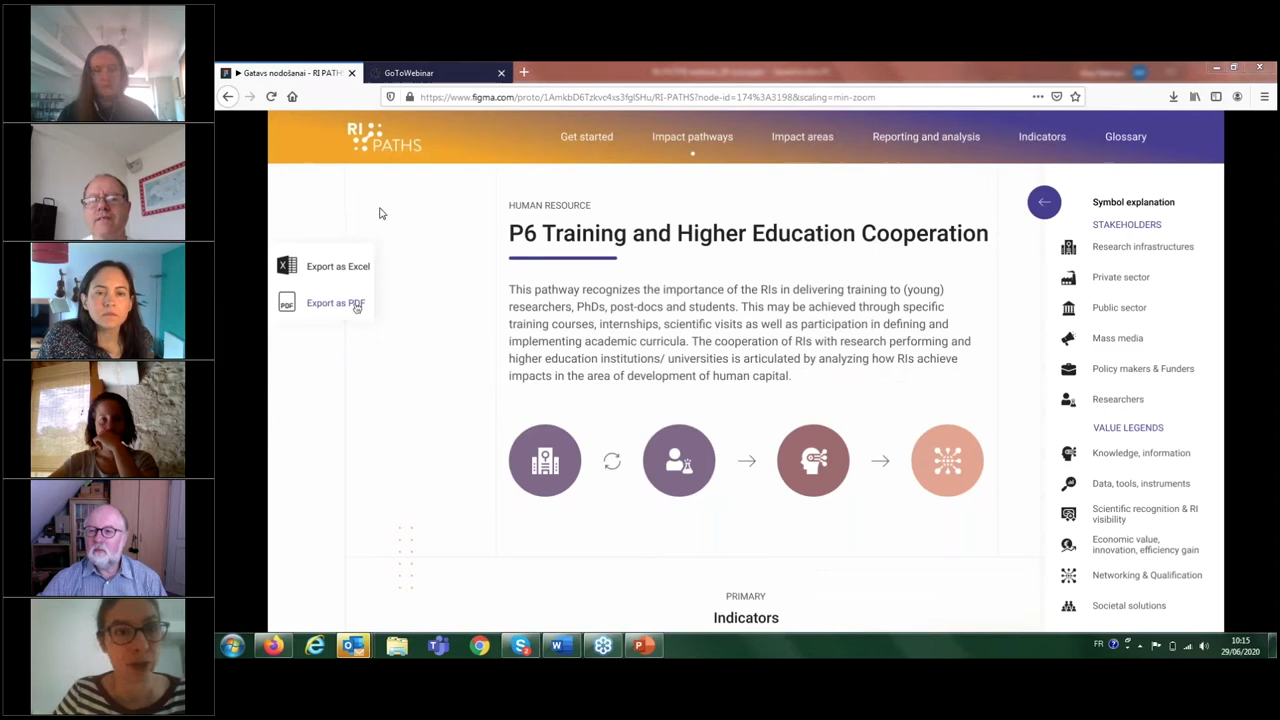 Gatavs nodošanai - RI PATHS
GoToWebinar
https://www.figma.com/proto/1AmkbD6Tzkvc4xs3fglSHu/RI-PATHS?node-id=174%3A3198&scaling=min-zoom
RI PATHS
Get started
Impact pathways
Impact areas
Reporting and analysis
Indicators
Glossary
HUMAN RESOURCE
P6 Training and Higher Education Cooperation
Export as Excel
PDF
Export as PDF
This pathway recognizes the importance of the RIs in delivering training to (young)
researchers, PhDs, post-docs and students. This may be achieved through specific
training courses, internships, scientific visits as well as participation in defining and
implementing academic curricula. The cooperation of RIs with research performing and
higher education institutions/ universities is articulated by analyzing how RIs achieve
impacts in the area of development of human capital.
Symbol explanation
STAKEHOLDERS
Research infrastructures
Private sector
Public sector
Mass media
Policy makers & Funders
Researchers
VALUE LEGENDS
Knowledge, information
Data, tools, instruments
Scientific recognition & RI
visibility
Economic value,
innovation, efficiency gain
Networking & Qualification
Societal solutions
PRIMARY
Indicators
FR
10:15
29/06/2020